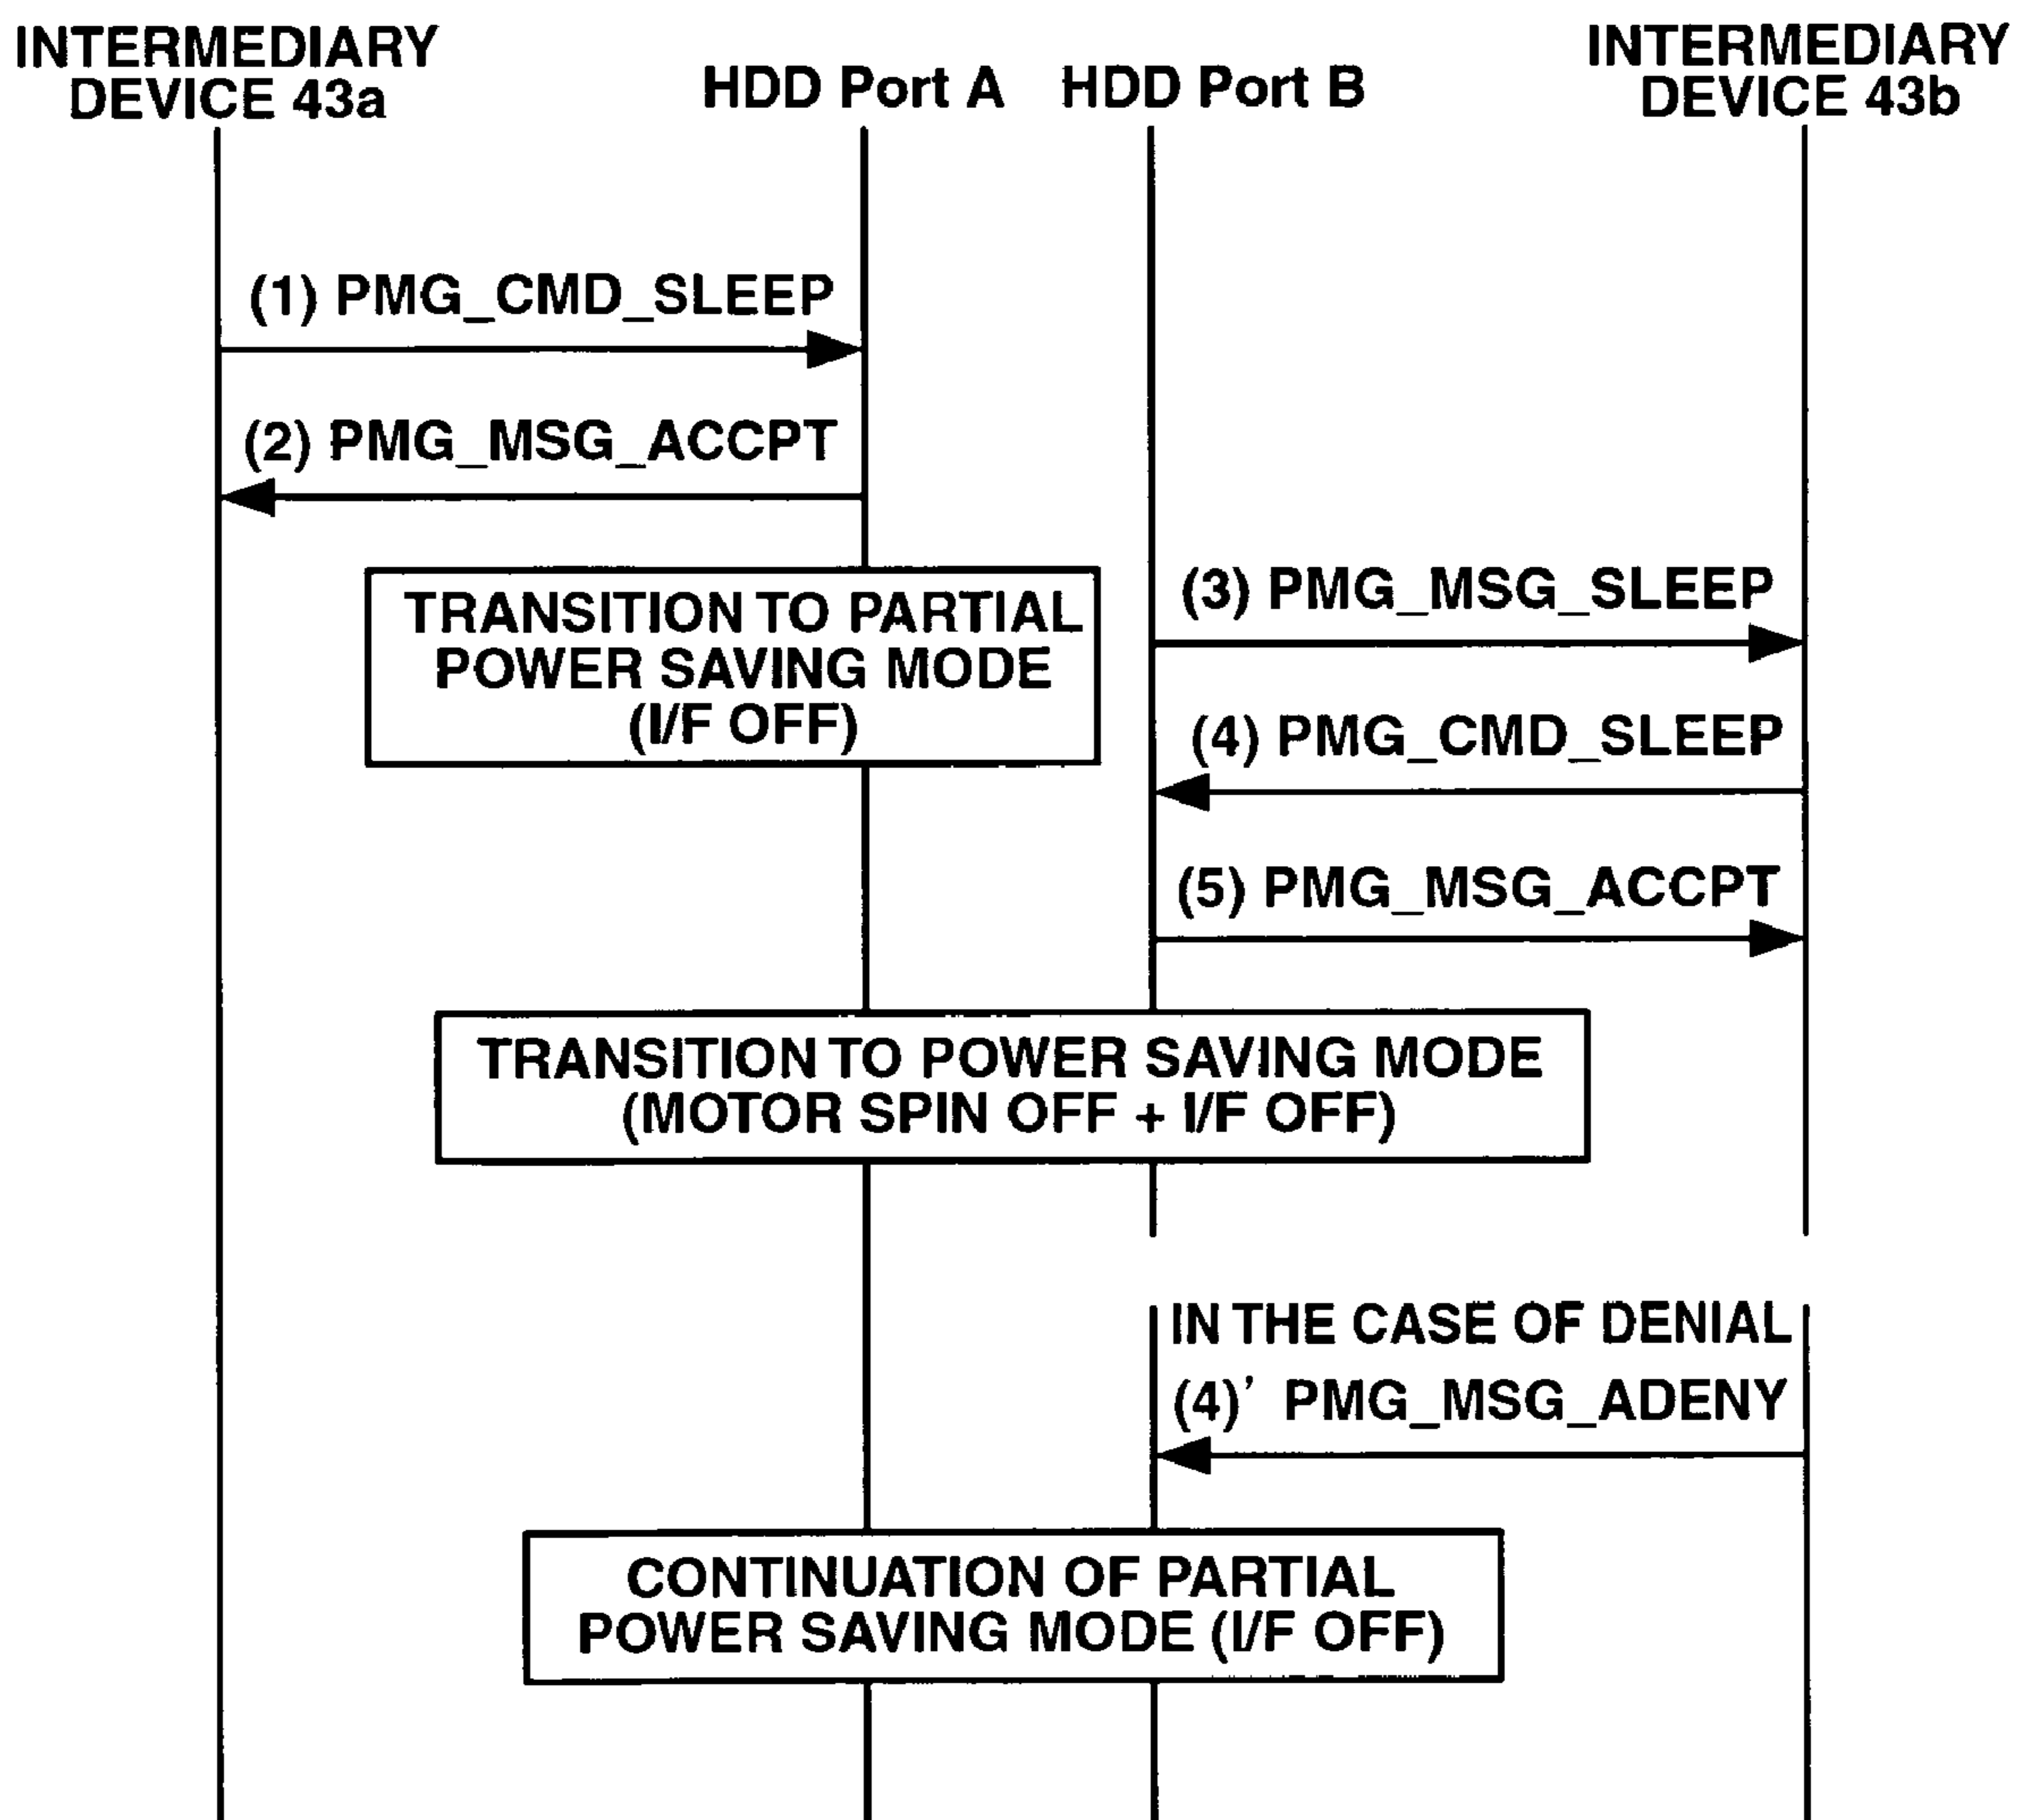 INTERMEDIARY
DEVICE 43a
HDD Port A
HDD Port B
INTERMEDIARY
DEVICE 43b
(1) PMG_CMD_SLEEP
(2) PMG_MSG_ACCPT
TRANSITION TO PARTIAL
POWER SAVING MODE
(I/F OFF)
(3) PMG_MSG_SLEEP
(4) PMG_CMD_SLEEP
(5) PMG_MSG_ACCPT
TRANSITION TO POWER SAVING MODE
(MOTOR SPIN OFF + I/F OFF)
IN THE CASE OF DENIAL
(4)' PMG_MSG_ADENY
CONTINUATION OF PARTIAL
POWER SAVING MODE (I/F OFF)